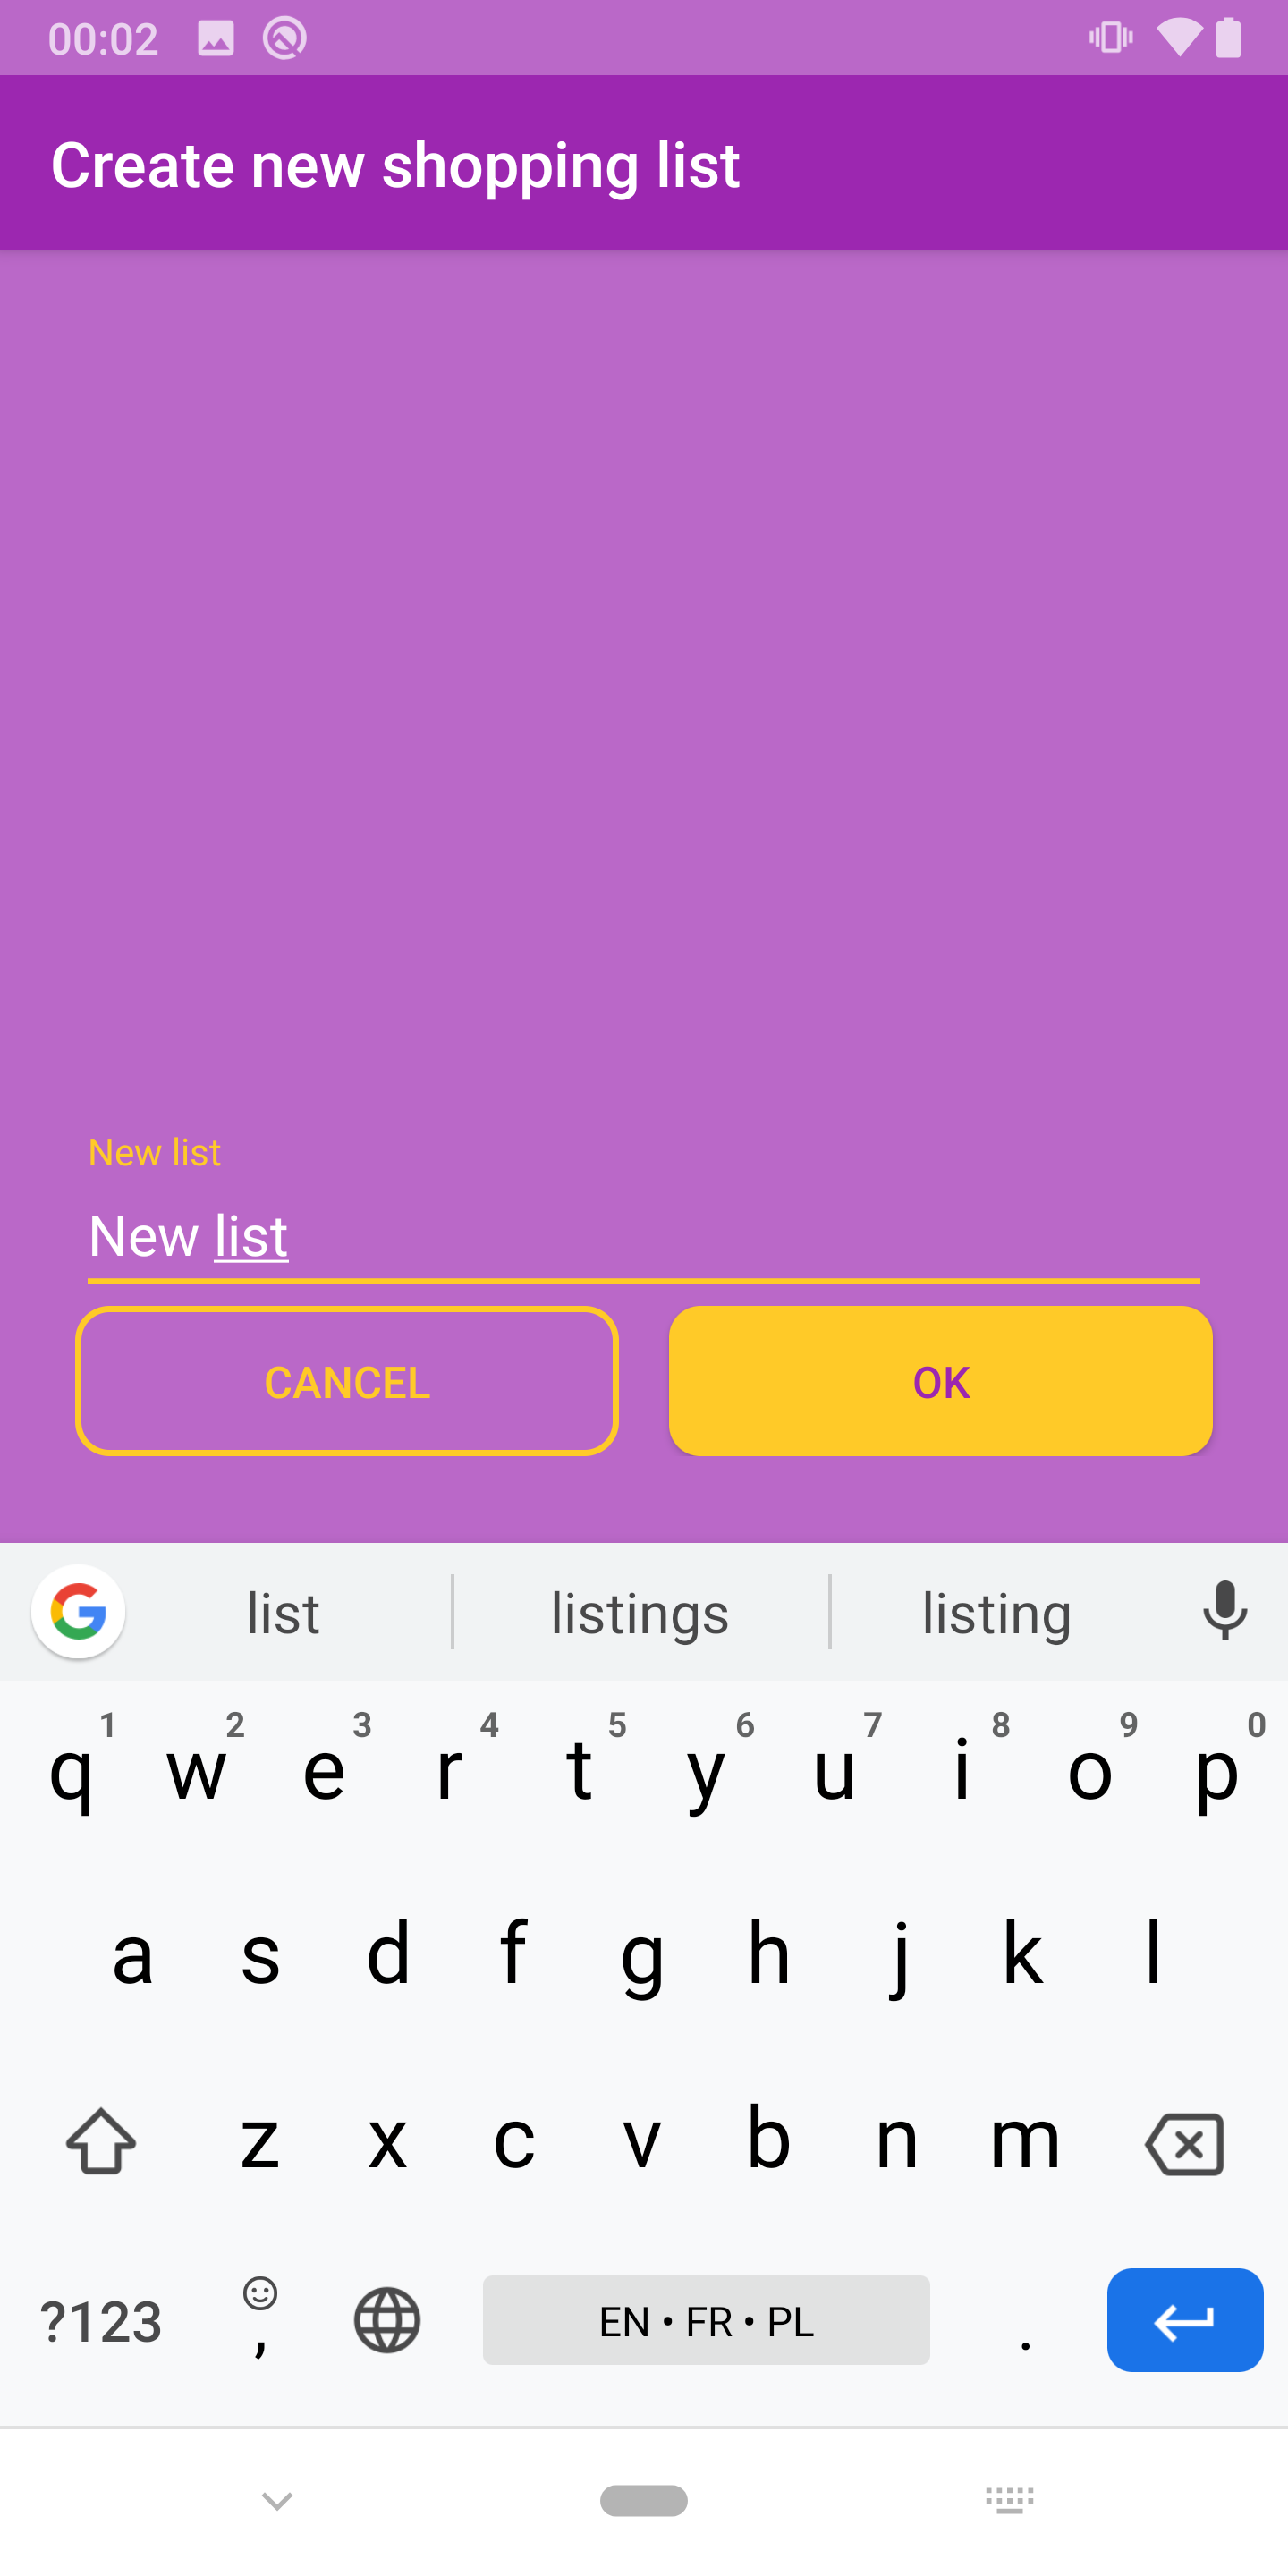 00:02
Create new shopping list
New list
New list
CANCEL OK
list listings listing
1 2 3 4 5 6 7 8 9 0
q w e r t y u i o p
a s d f g h j k l
z x c v b n m
?123 , EN • FR • PL .